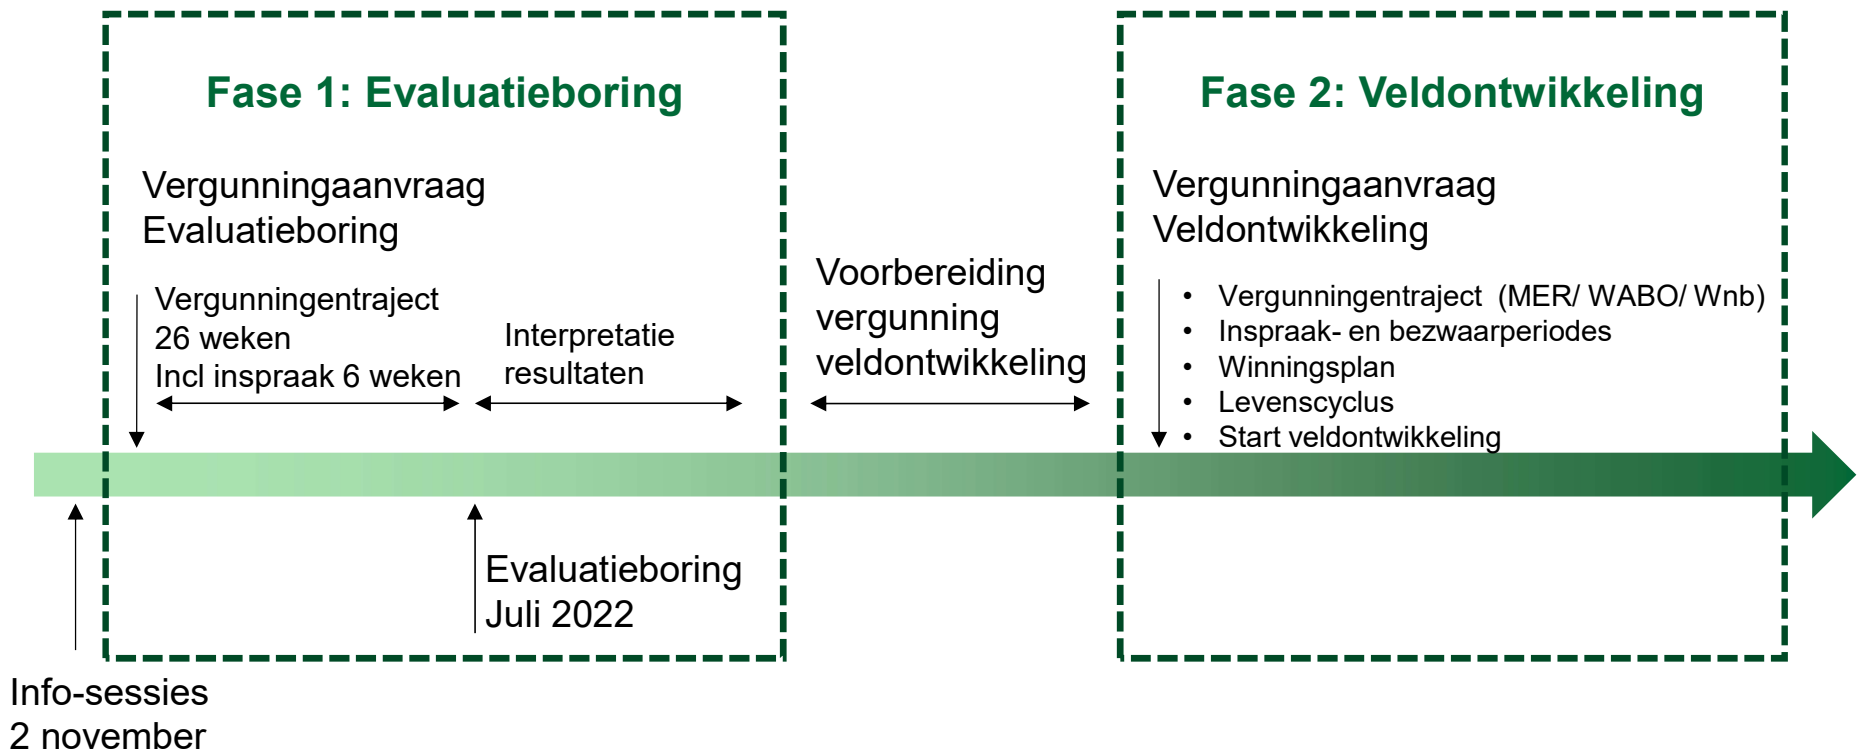 Fase 1: Evaluatieboring
Vergunningaanvraag
Evaluatieboring
Vergunningentraject
26 weken
Incl inspraak 6 weken
Interpretatie
resultaten
Evaluatieboring
Juli 2022
Info-sessies
2 november
Voorbereiding
vergunning
veldontwikkeling
Fase 2: Veldontwikkeling
Vergunningaanvraag
Veldontwikkeling
• Vergunningentraject (MER/ WABO/ Wnb)
• Inspraak- en bezwaarperiodes
• Winningsplan
• Levenscyclus
• Start veldontwikkeling